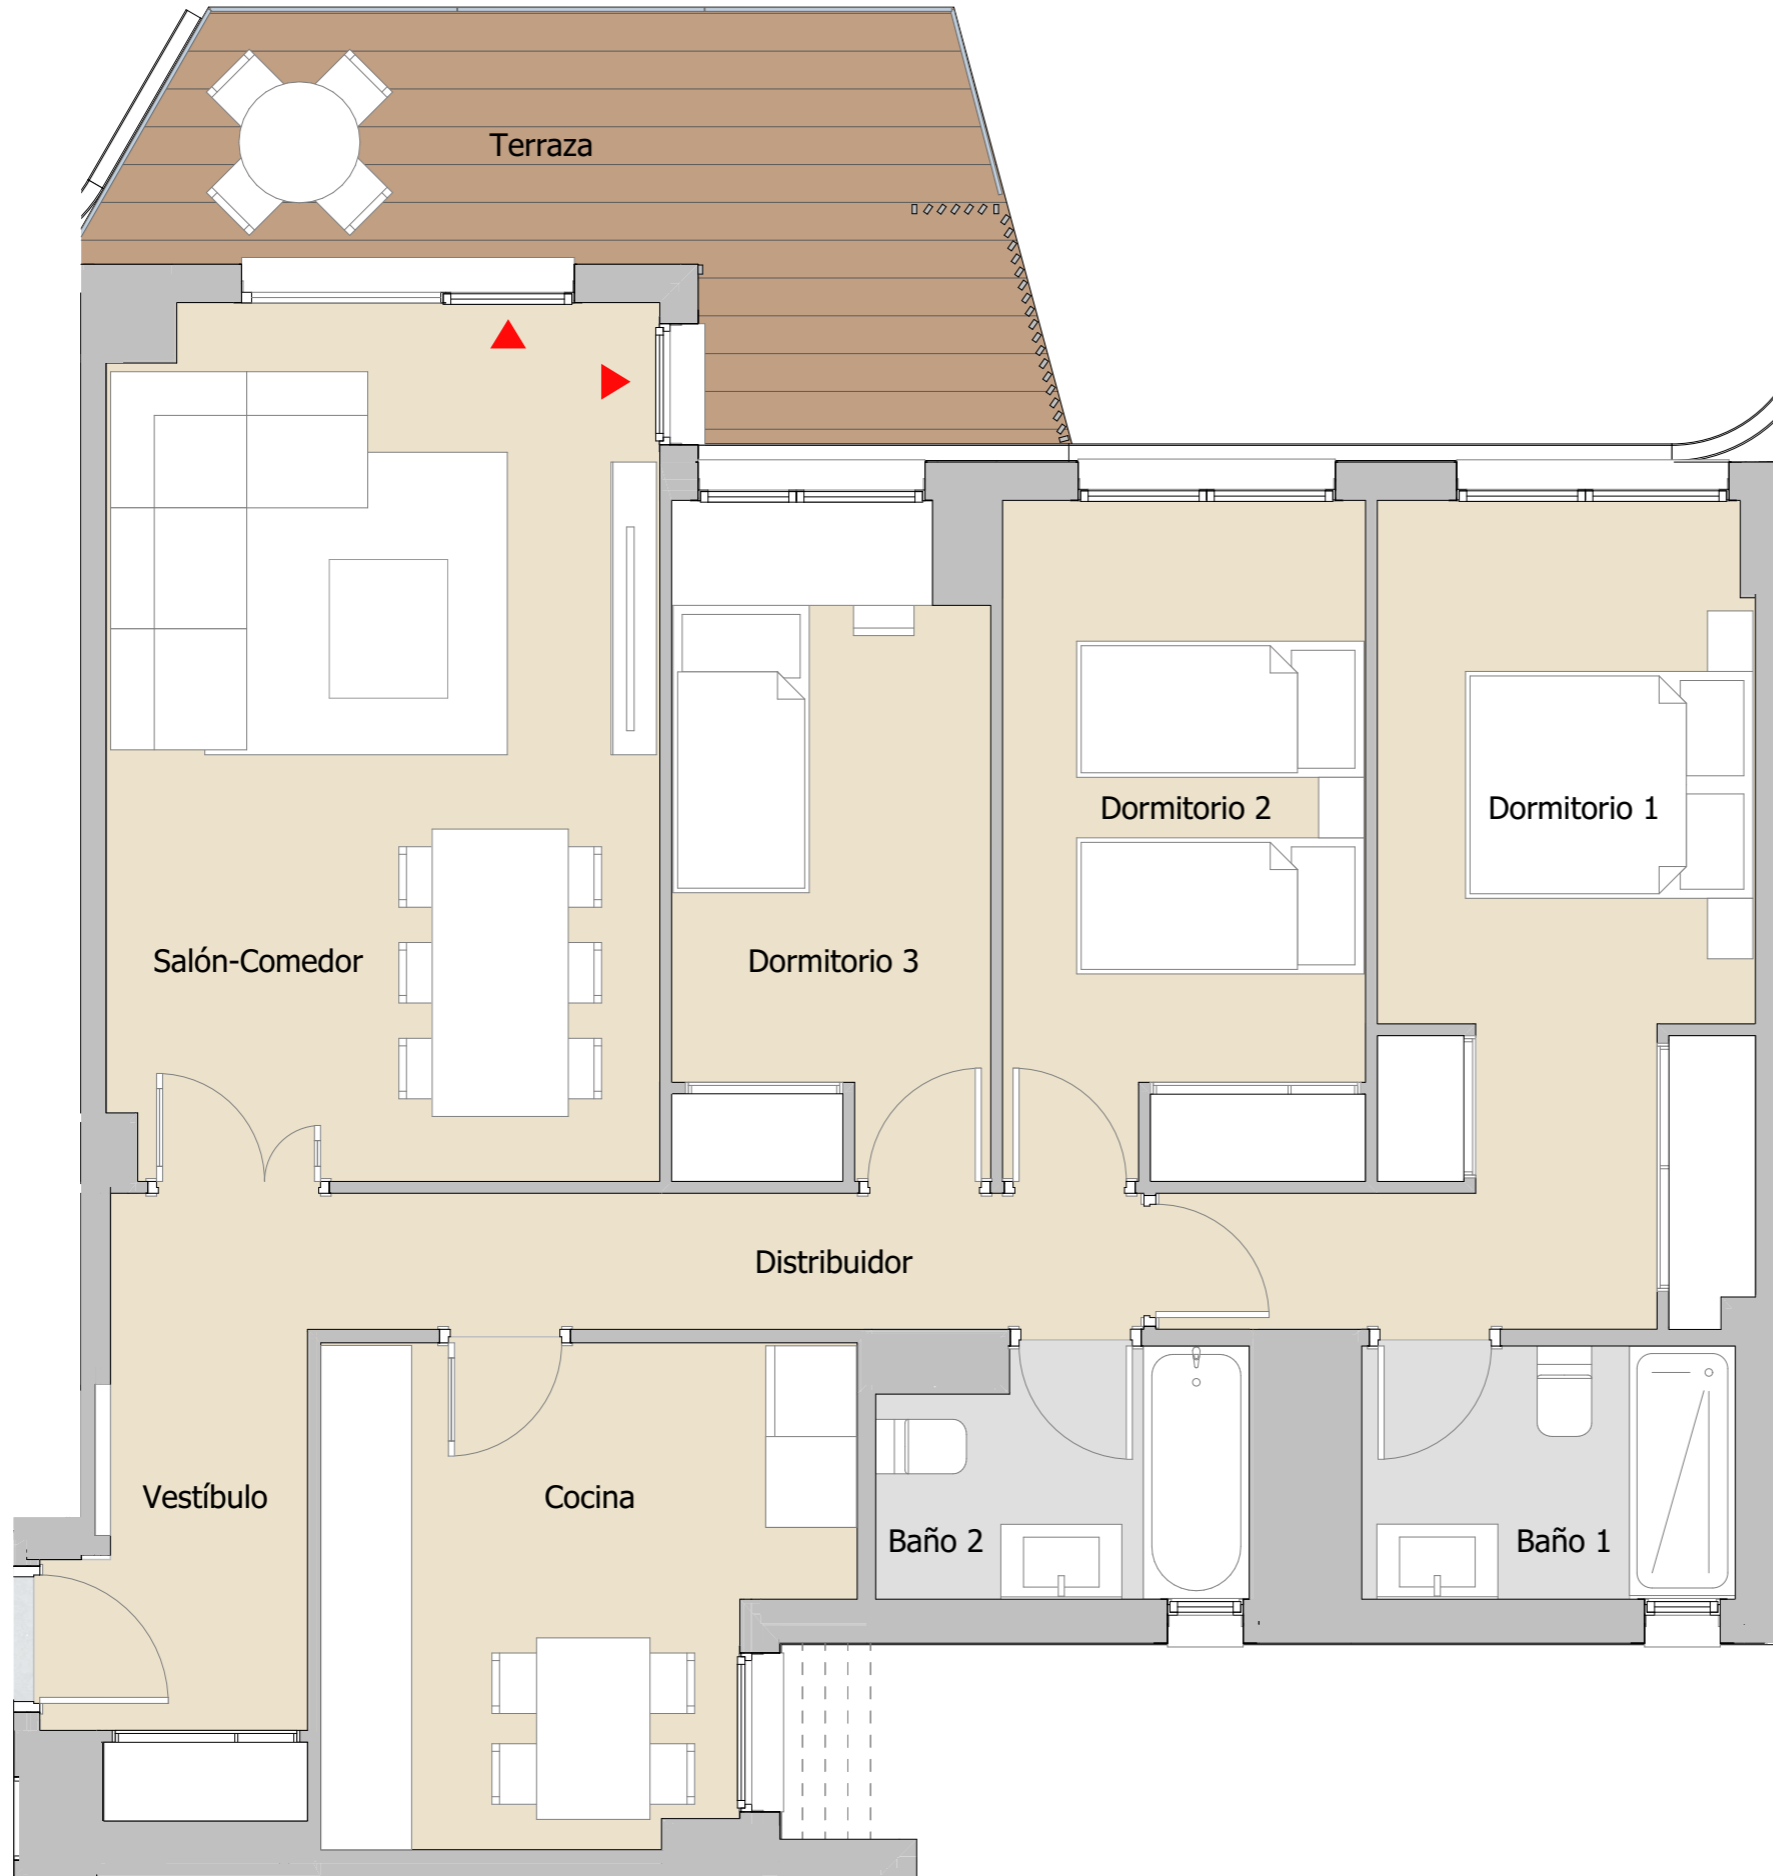 Terraza
Dormitorio 2
Dormitorio 1
Salón-Comedor
Dormitorio 3
Distribuidor
Vestíbulo
Cocina
Baño 2
Baño 1